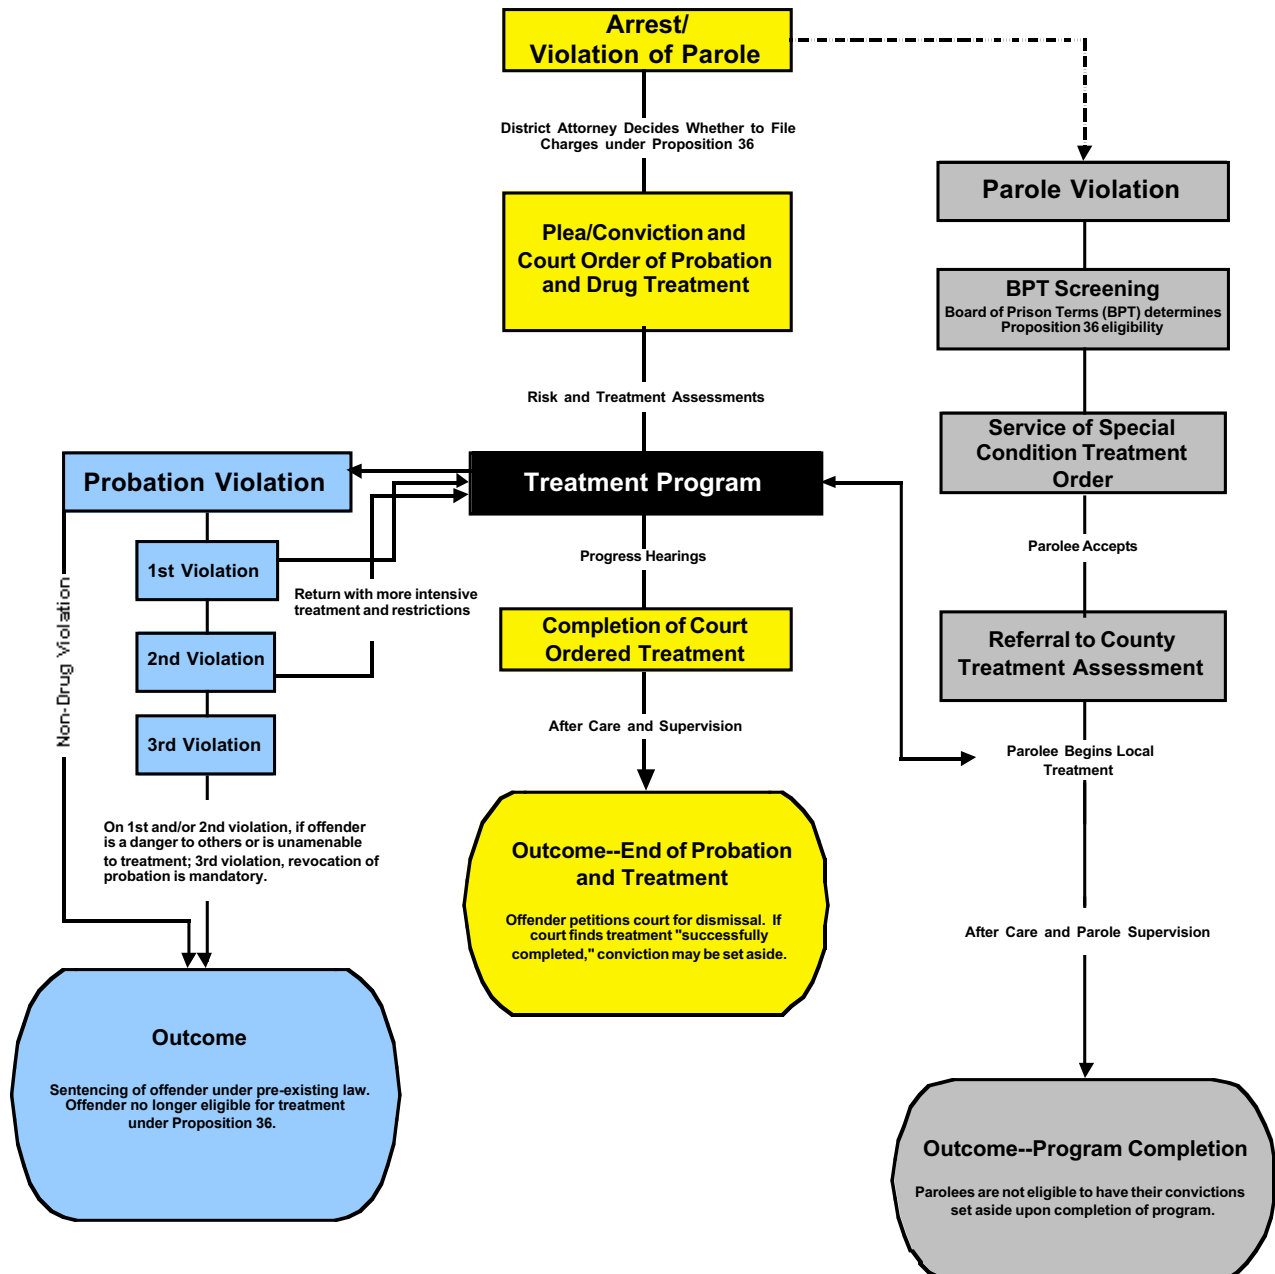 Arrest/
Violation of Parole
District Attorney Decides Whether to File
Charges under Proposition 36
Plea/Conviction and
Court Order of Probation
and Drug Treatment
Risk and Treatment Assessments
Treatment Program
Progress Hearings
Completion of Court
Ordered Treatment
After Care and Supervision
Outcome--End of Probation
and Treatment
Offender petitions court for dismissal. If
court finds treatment "successfully
completed," conviction may be set aside.
Probation Violation
1st Violation
2nd Violation
3rd Violation
Return with more intensive
treatment and restrictions
Non-Drug Violation
On 1st and/or 2nd violation, if offender
is a danger to others or is unamenable
to treatment; 3rd violation, revocation of
probation is mandatory.
Outcome
Sentencing of offender under pre-existing law.
Offender no longer eligible for treatment
under Proposition 36.
Parole Violation
BPT Screening
Board of Prison Terms (BPT) determines
Proposition 36 eligibility
Service of Special
Condition Treatment
Order
Parolee Accepts
Referral to County
Treatment Assessment
Parolee Begins Local
Treatment
After Care and Parole Supervision
Outcome--Program Completion
Parolees are not eligible to have their convictions
set aside upon completion of program.